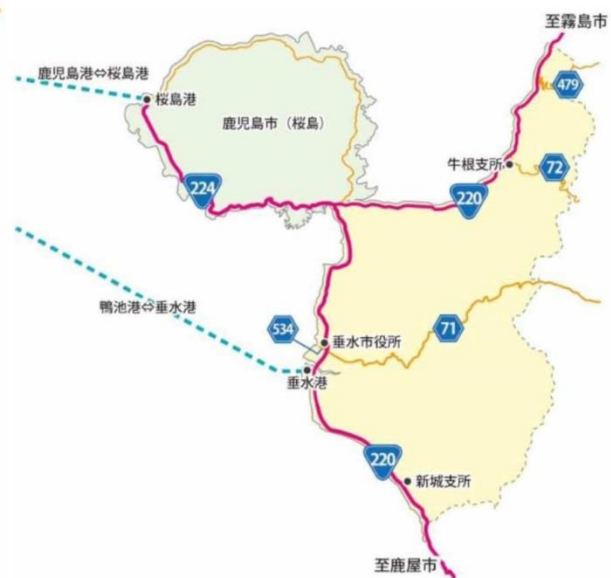 至霧島市
鹿児島港⇔桜島港
479
桜島港
鹿児島市（桜島）
牛根支所
72
224
220
鴨池港⇔垂水港
534
71
垂水市役所
垂水港
220
新城支所
至鹿屋市